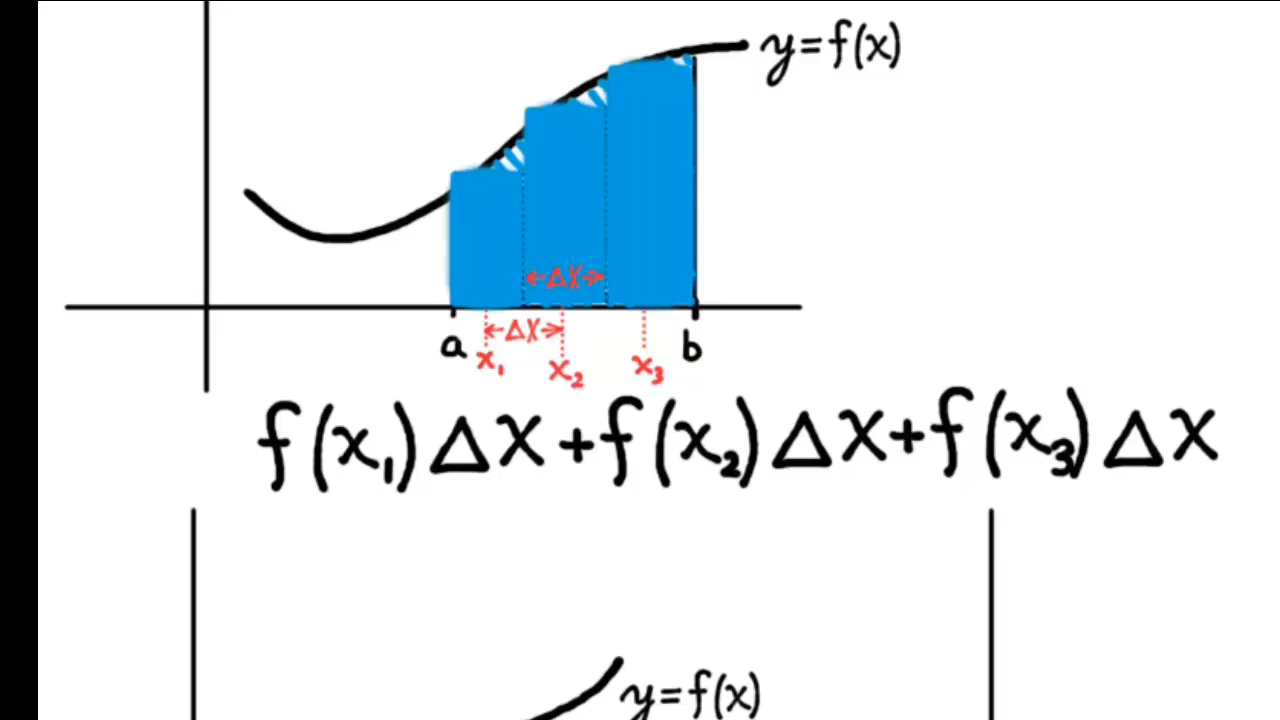 y=f(x)
ΔX
ΔX
a x₁ x₂ x₃ b
f(x₁)ΔX+f(x₂)ΔX+f(x₃)ΔX
y=f(x)